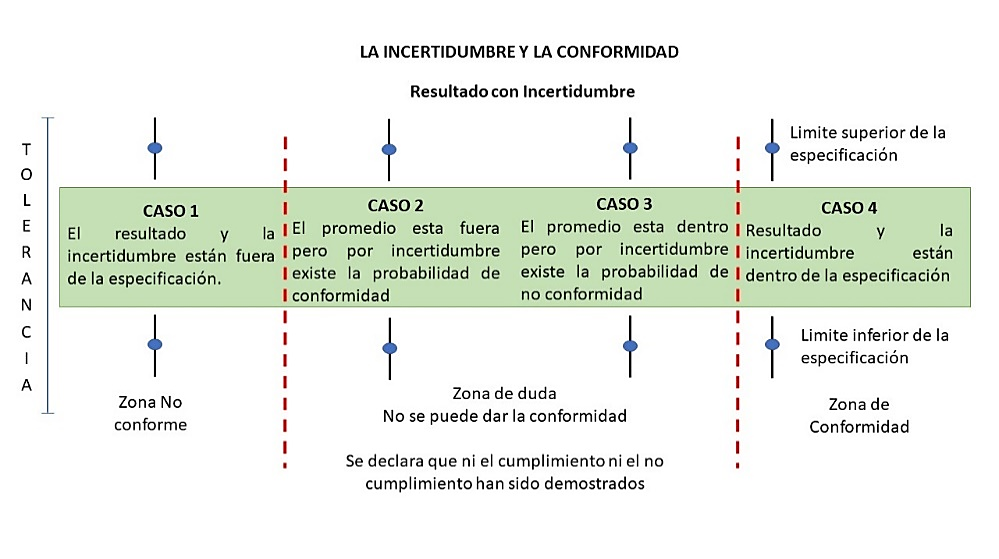 LA INCERTIDUMBRE Y LA CONFORMIDAD
Resultado con Incertidumbre
TOLERANCIA
Limite superior de la
especificación
CASO 1
El resultado y la
incertidumbre están fuera
de la especificación.
CASO 2
El promedio esta fuera
pero por incertidumbre
existe la probabilidad de
conformidad
CASO 3
El promedio esta dentro
pero por incertidumbre
existe la probabilidad de
no conformidad
CASO 4
Resultado y la
incertidumbre están
dentro de la especificación
Limite inferior de la
especificación
Zona No
conforme
Zona de duda
No se puede dar la conformidad
Zona de
Conformidad
Se declara que ni el cumplimiento ni el no
cumplimiento han sido demostrados